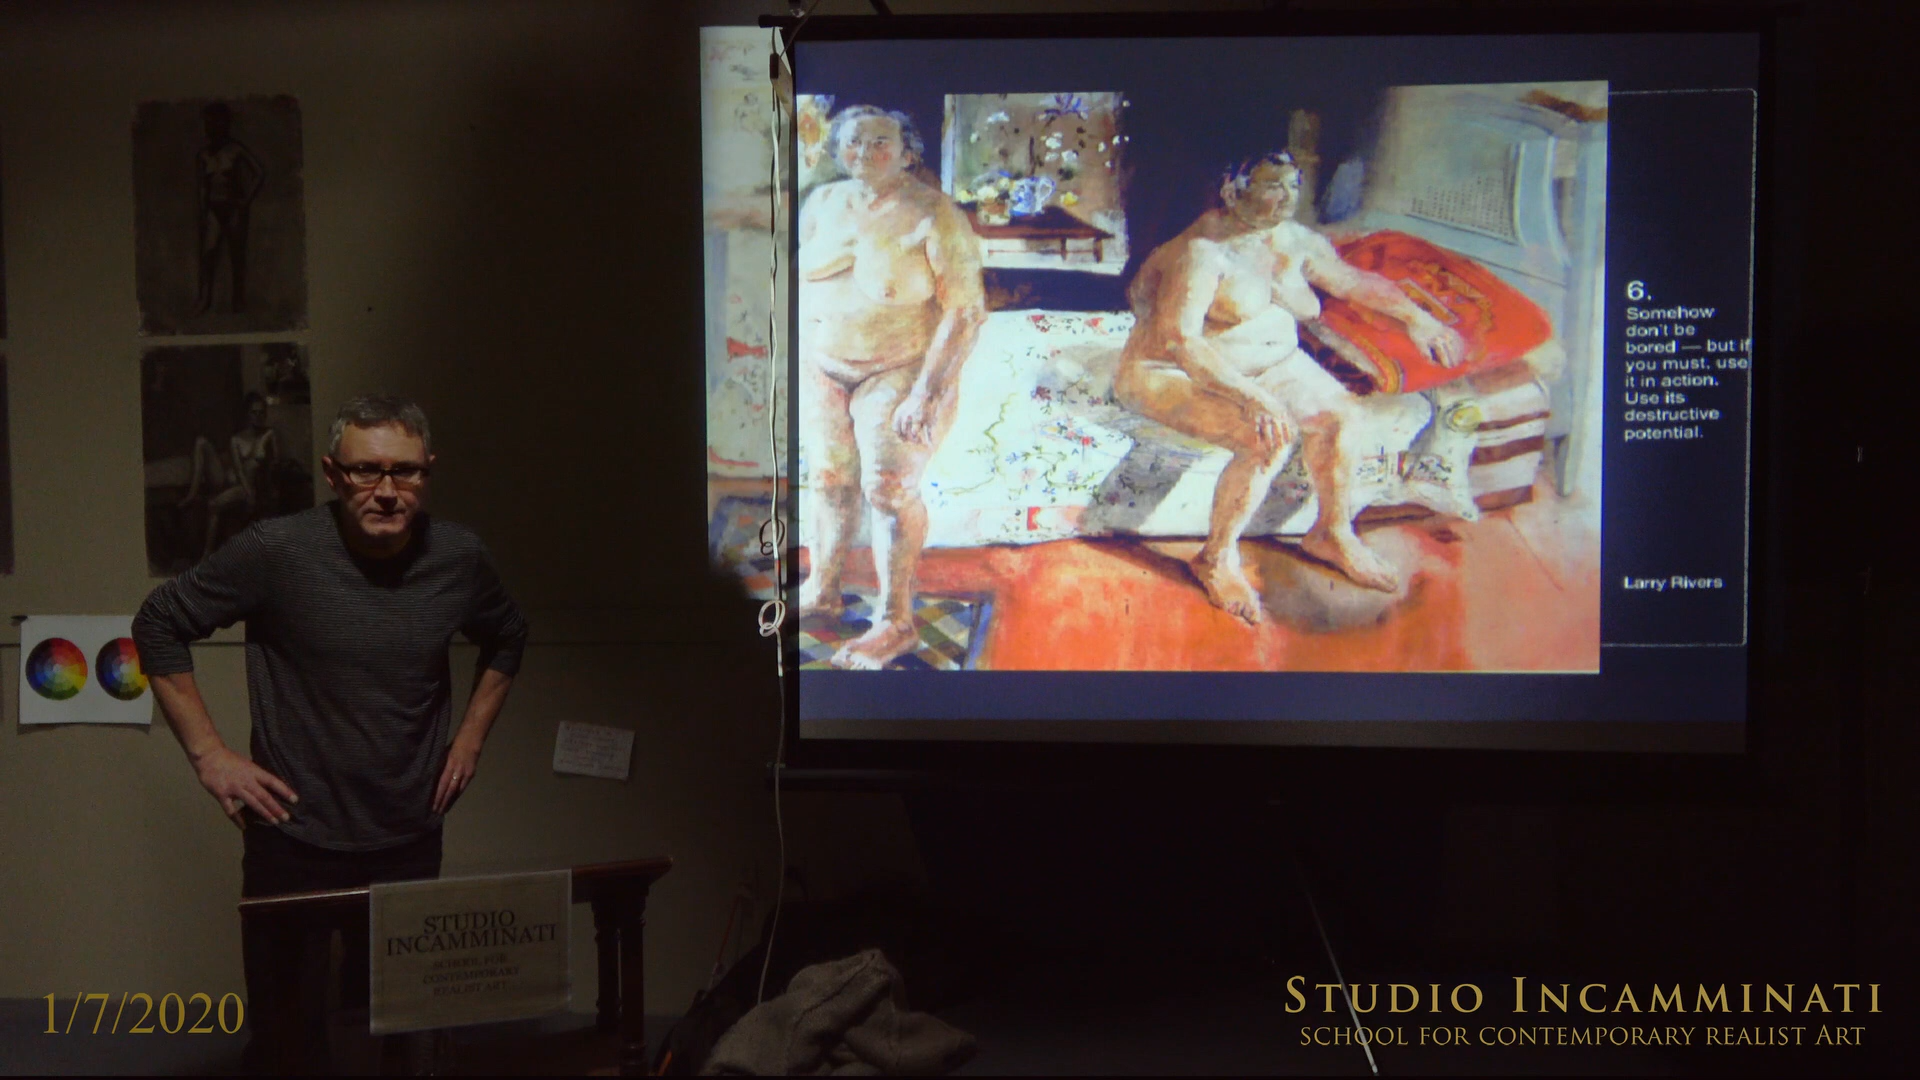 6.
Somehow
don't be
bored — but if
you must, use
it in action.
Use its
destructive
potential.
Larry Rivers
STUDIO
INCAMMINATI
SCHOOL FOR
CONTEMPORARY
REALIST ART
1/7/2020
STUDIO INCAMMINATI
SCHOOL FOR CONTEMPORARY REALIST ART